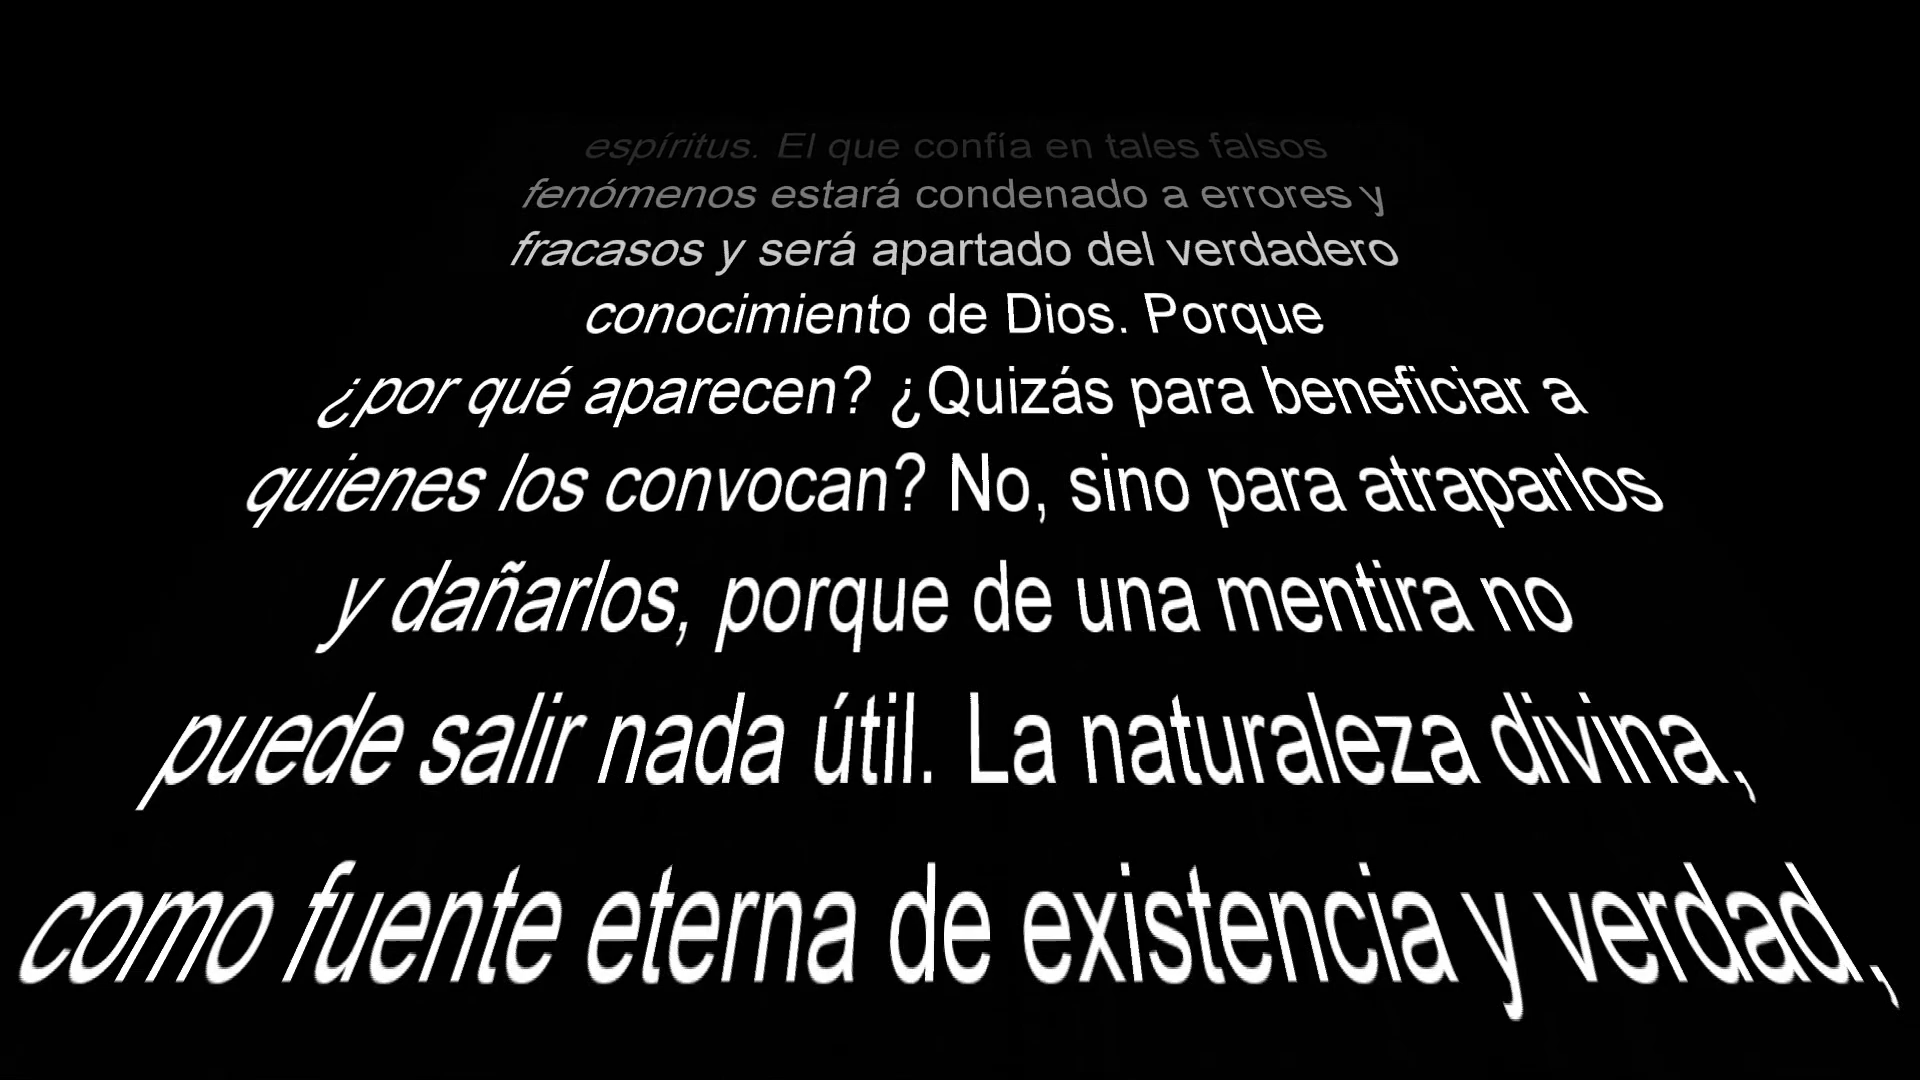 espíritus. El que confía en tales falsos
fenómenos estará condenado a errores y
fracasos y será apartado del verdadero
conocimiento de Dios. Porque
¿por qué aparecen? ¿Quizás para beneficiar a
quienes los convocan? No, sino para atraparlos
y dañarlos, porque de una mentira no
puede salir nada útil. La naturaleza divina,
como fuente eterna de existencia y verdad,